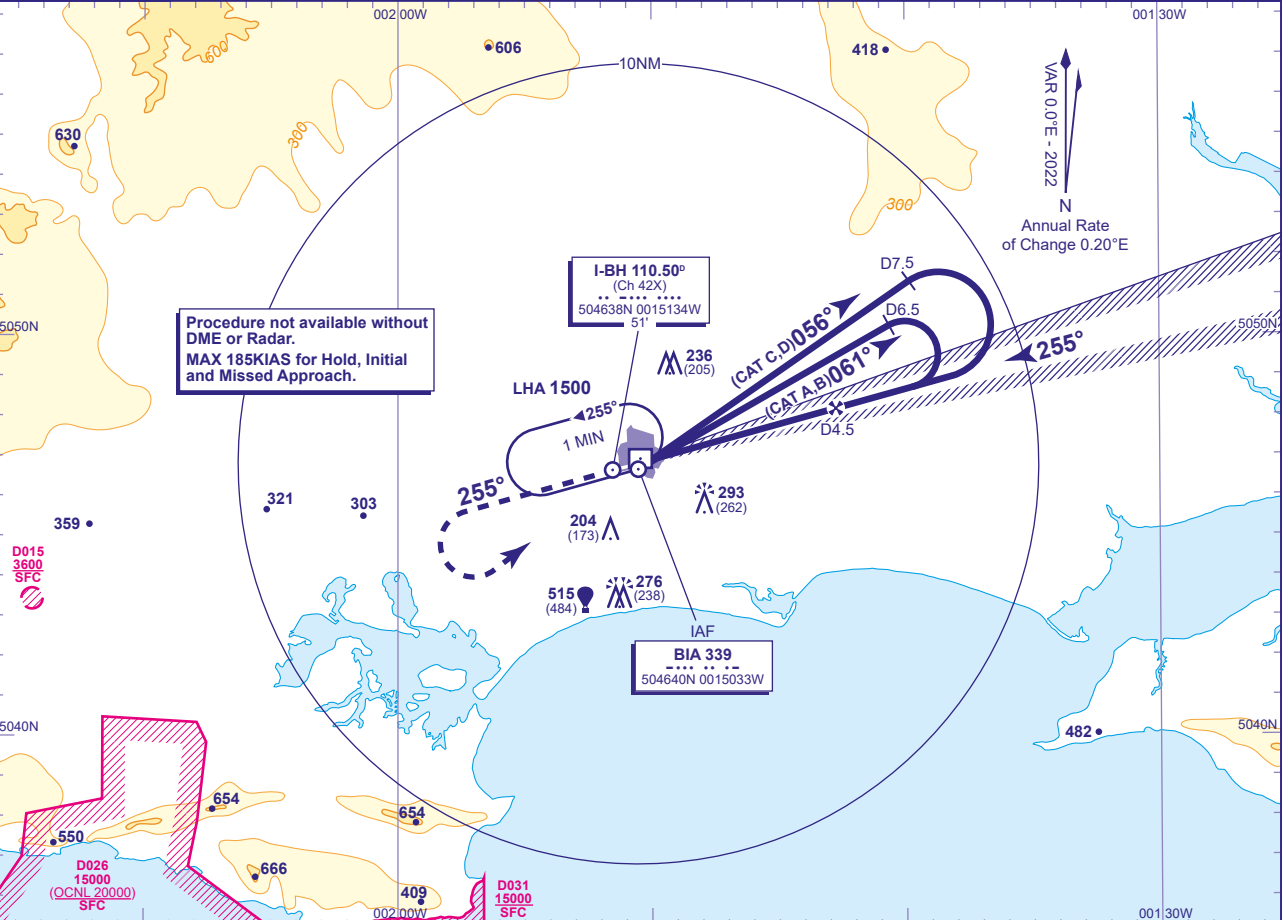 002 00W
001 30W
600
606
10NM
418
VAR 0.0°E - 2022
N
Annual Rate
of Change 0.20°E
630
300
300
I-BH 110.50ᴰ
(Ch 42X)
·· –··· ····
504638N 0015134W
51'
D7.5
D6.5
(CAT C,D)056°
(CAT A,B)061°
255°
D4.5
5050N
5050N
Procedure not available without
DME or Radar.
MAX 185KIAS for Hold, Initial
and Missed Approach.
236
(205)
LHA 1500
255°
1 MIN
255°
321
303
359
293
(262)
204
(173)
D015
3600
SFC
515
(484)
276
(238)
IAF
BIA 339
–··· ·· ·–
504640N 0015033W
5040N
482
5040N
654
654
550
D026
15000
(OCNL 20000)
SFC
666
409
D031
15000
SFC
002 00W
001 30W